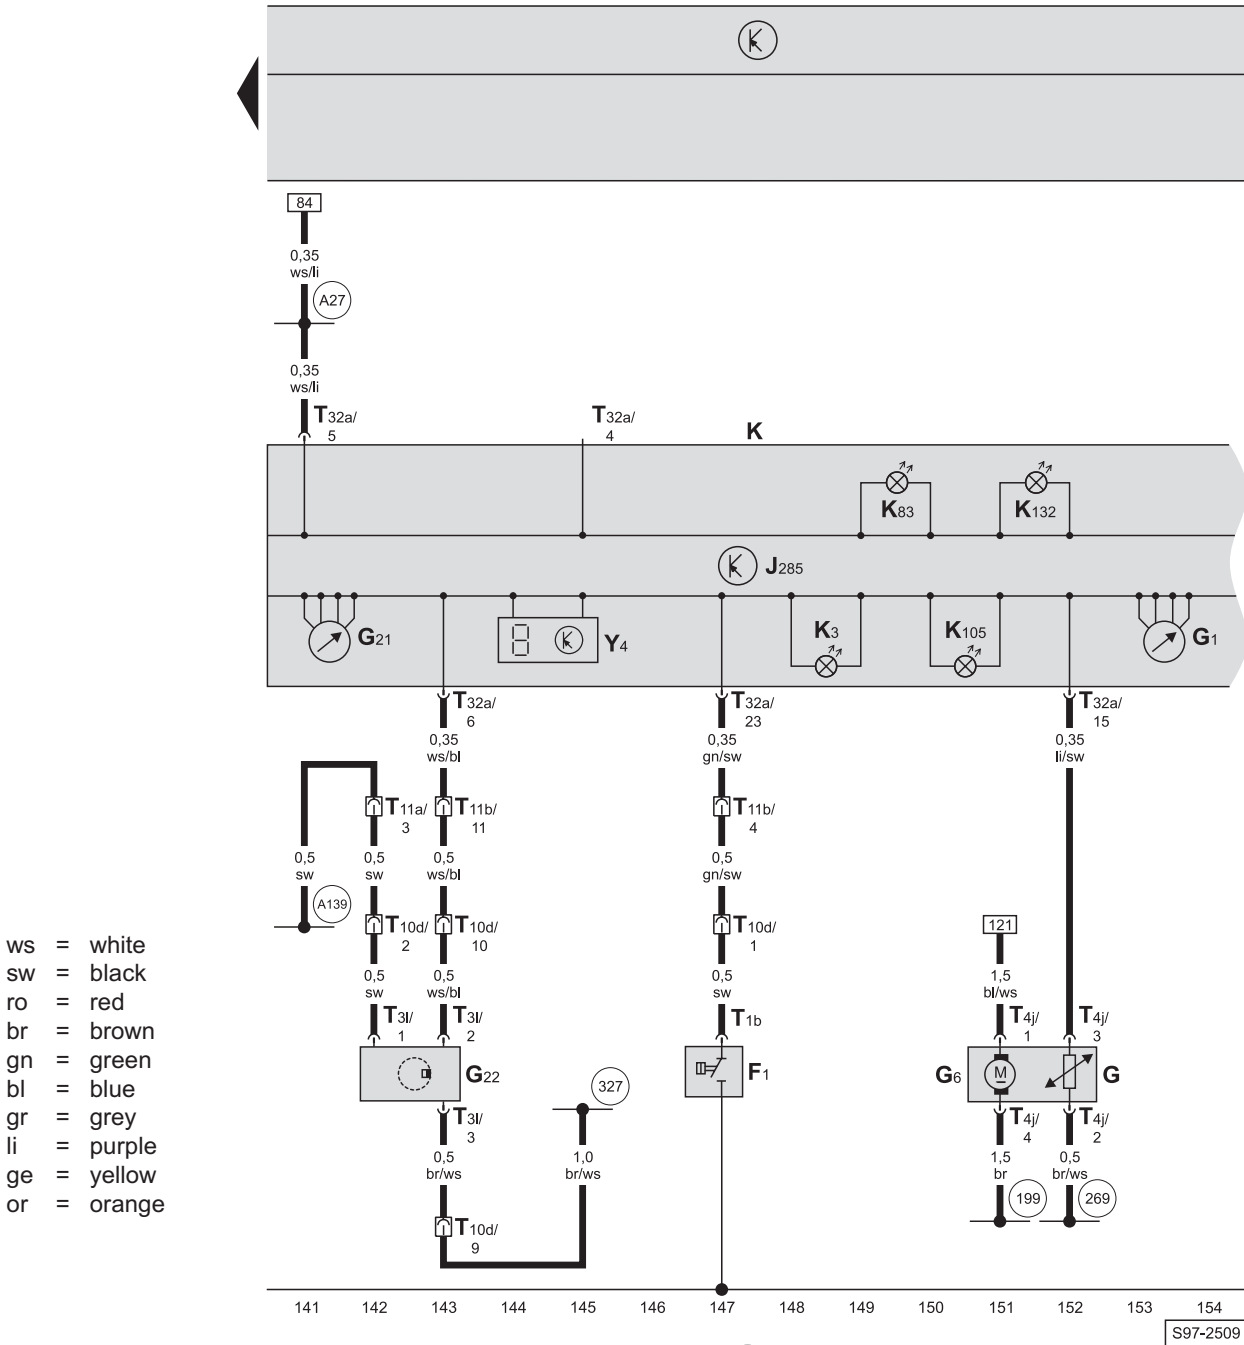 84
0,35
ws/li
A27
0,35
ws/li
T32a/
5
T32a/
4
K
K83
K132
J285
G21
Y4
K3
K105
G1
T32a/
6
T32a/
23
T32a/
15
0,35
ws/bl
0,35
gn/sw
0,35
li/sw
T11a/
3
T11b/
11
T11b/
4
0,5
sw
0,5
sw
0,5
ws/bl
0,5
gn/sw
A139
T10d/
2
T10d/
10
T10d/
1
121
ws = white
sw = black
ro = red
br = brown
gn = green
bl = blue
gr = grey
li = purple
ge = yellow
or = orange
0,5
sw
0,5
ws/bl
0,5
sw
1,5
bl/ws
T3l/
1
T3l/
2
T1b
T4j/
1
T4j/
3
G22
F1
G6
M
G
327
T3l/
3
T4j/
4
T4j/
2
0,5
br/ws
1,0
br/ws
1,5
br
0,5
br/ws
199
269
T10d/
9
141 142 143 144 145 146 147 148 149 150 151 152 153 154
S97-2509